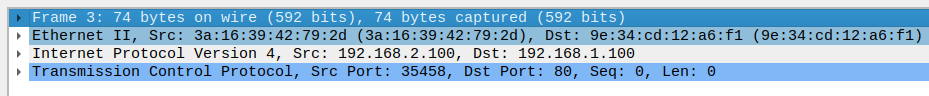 Frame 3: 74 bytes on wire (592 bits), 74 bytes captured (592 bits)
Ethernet II, Src: 3a:16:39:42:79:2d (3a:16:39:42:79:2d), Dst: 9e:34:cd:12:a6:f1 (9e:34:cd:12:a6:f1)
Internet Protocol Version 4, Src: 192.168.2.100, Dst: 192.168.1.100
Transmission Control Protocol, Src Port: 35458, Dst Port: 80, Seq: 0, Len: 0